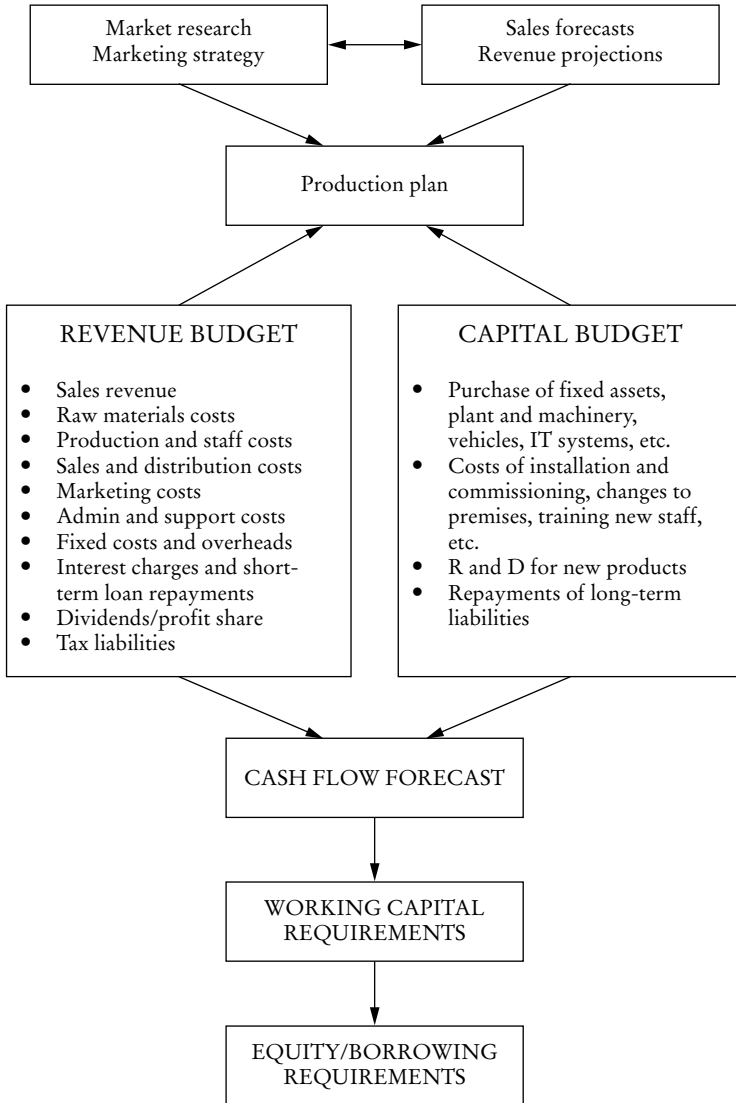 Market research
Marketing strategy
Sales forecasts
Revenue projections
Production plan
REVENUE BUDGET
• Sales revenue
• Raw materials costs
• Production and staff costs
• Sales and distribution costs
• Marketing costs
• Admin and support costs
• Fixed costs and overheads
• Interest charges and short-
term loan repayments
• Dividends/profit share
• Tax liabilities
CAPITAL BUDGET
• Purchase of fixed assets,
plant and machinery,
vehicles, IT systems, etc.
• Costs of installation and
commissioning, changes to
premises, training new staff,
etc.
• R and D for new products
• Repayments of long-term
liabilities
CASH FLOW FORECAST
WORKING CAPITAL
REQUIREMENTS
EQUITY/BORROWING
REQUIREMENTS